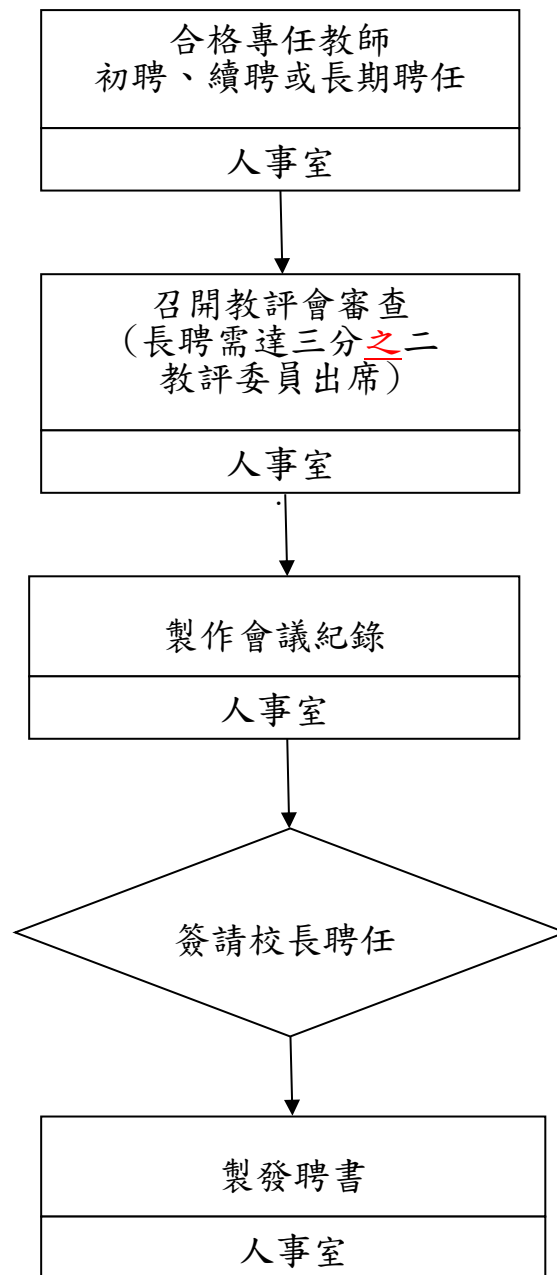 合格專任教師
初聘、續聘或長期聘任
人事室
召開教評會審查
（長聘需達三分之二
教評委員出席）
人事室
.
製作會議紀錄
人事室
簽請校長聘任
製發聘書
人事室